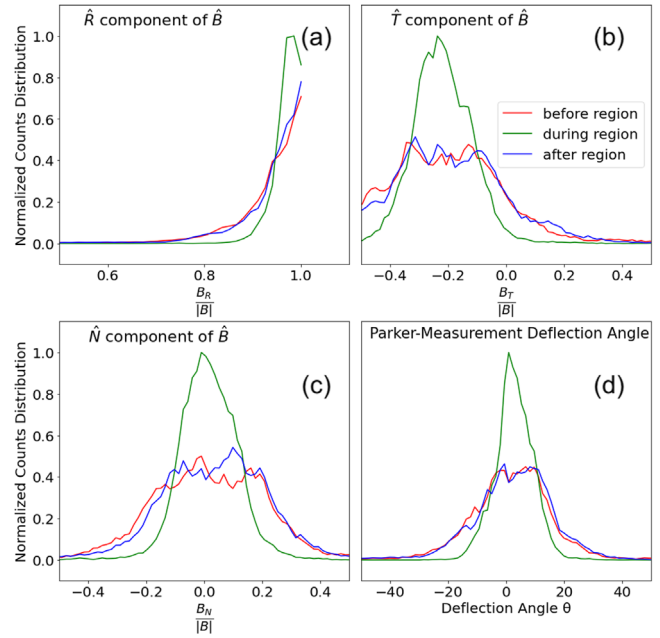 R̂ component of B̂
(a)
Normalized Counts Distribution
1.0
0.8
0.6
0.4
0.2
0.0
0.6
0.8
1.0
B_R
|B|
T̂ component of B̂
(b)
before region
during region
after region
−0.4
−0.2
0.0
0.2
0.4
B_T
|B|
N̂ component of B̂
(c)
Normalized Counts Distribution
1.0
0.8
0.6
0.4
0.2
0.0
−0.4
−0.2
0.0
0.2
0.4
B_N
|B|
Parker-Measurement Deflection Angle
(d)
−40
−20
0
20
40
Deflection Angle θ